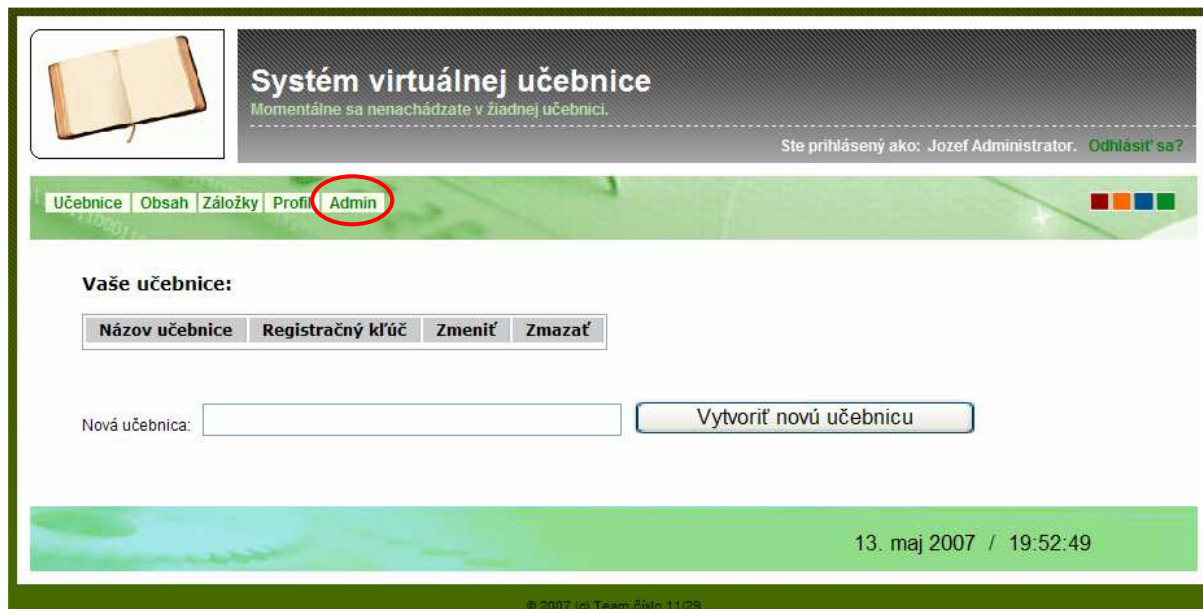 Systém virtuálnej učebnice
Momentálne sa nenachádzate v žiadnej učebnici.
Ste prihlásený ako: Jozef Administrator. Odhlásiť sa?
Učebnice Obsah Záložky Profil Admin
Vaše učebnice:
Názov učebnice Registračný kľúč Zmeniť Zmazať
Nová učebnica: Vytvoriť novú učebnicu
13. maj 2007 / 19:52:49
© 2007 (c) Team číslo 11/29